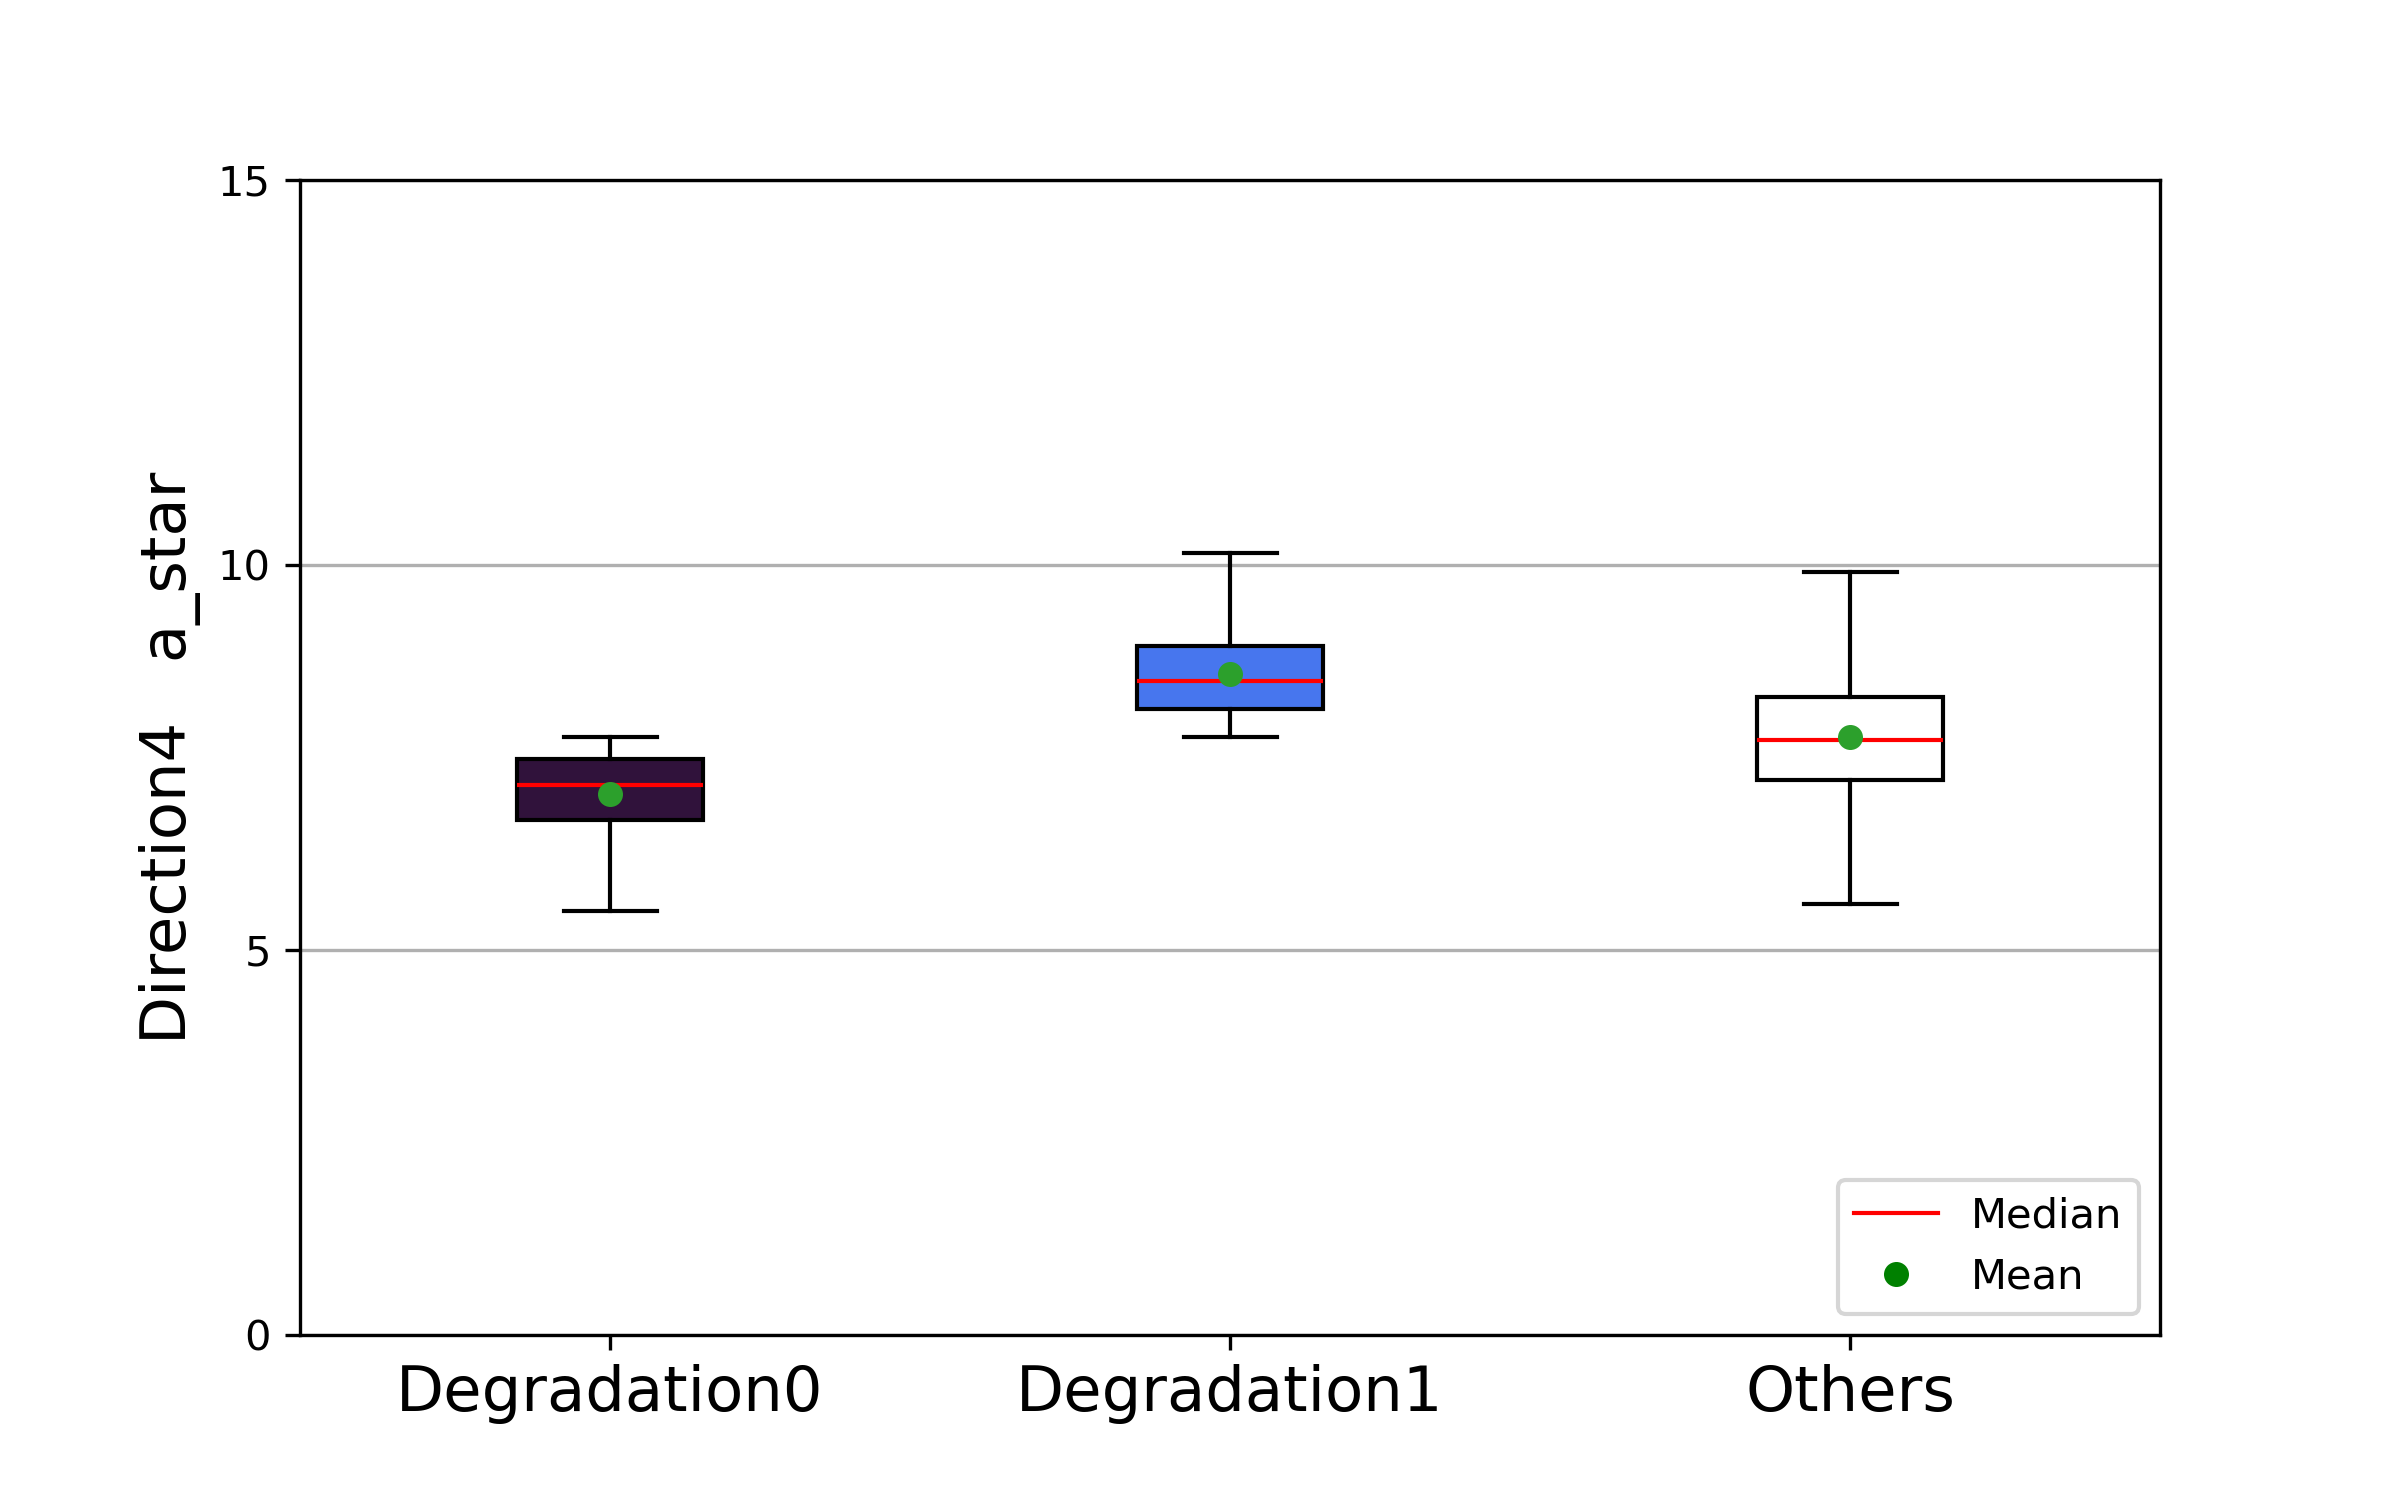 15
10
5
0
Direction4  a_star
Degradation0
Degradation1
Others
Median
Mean